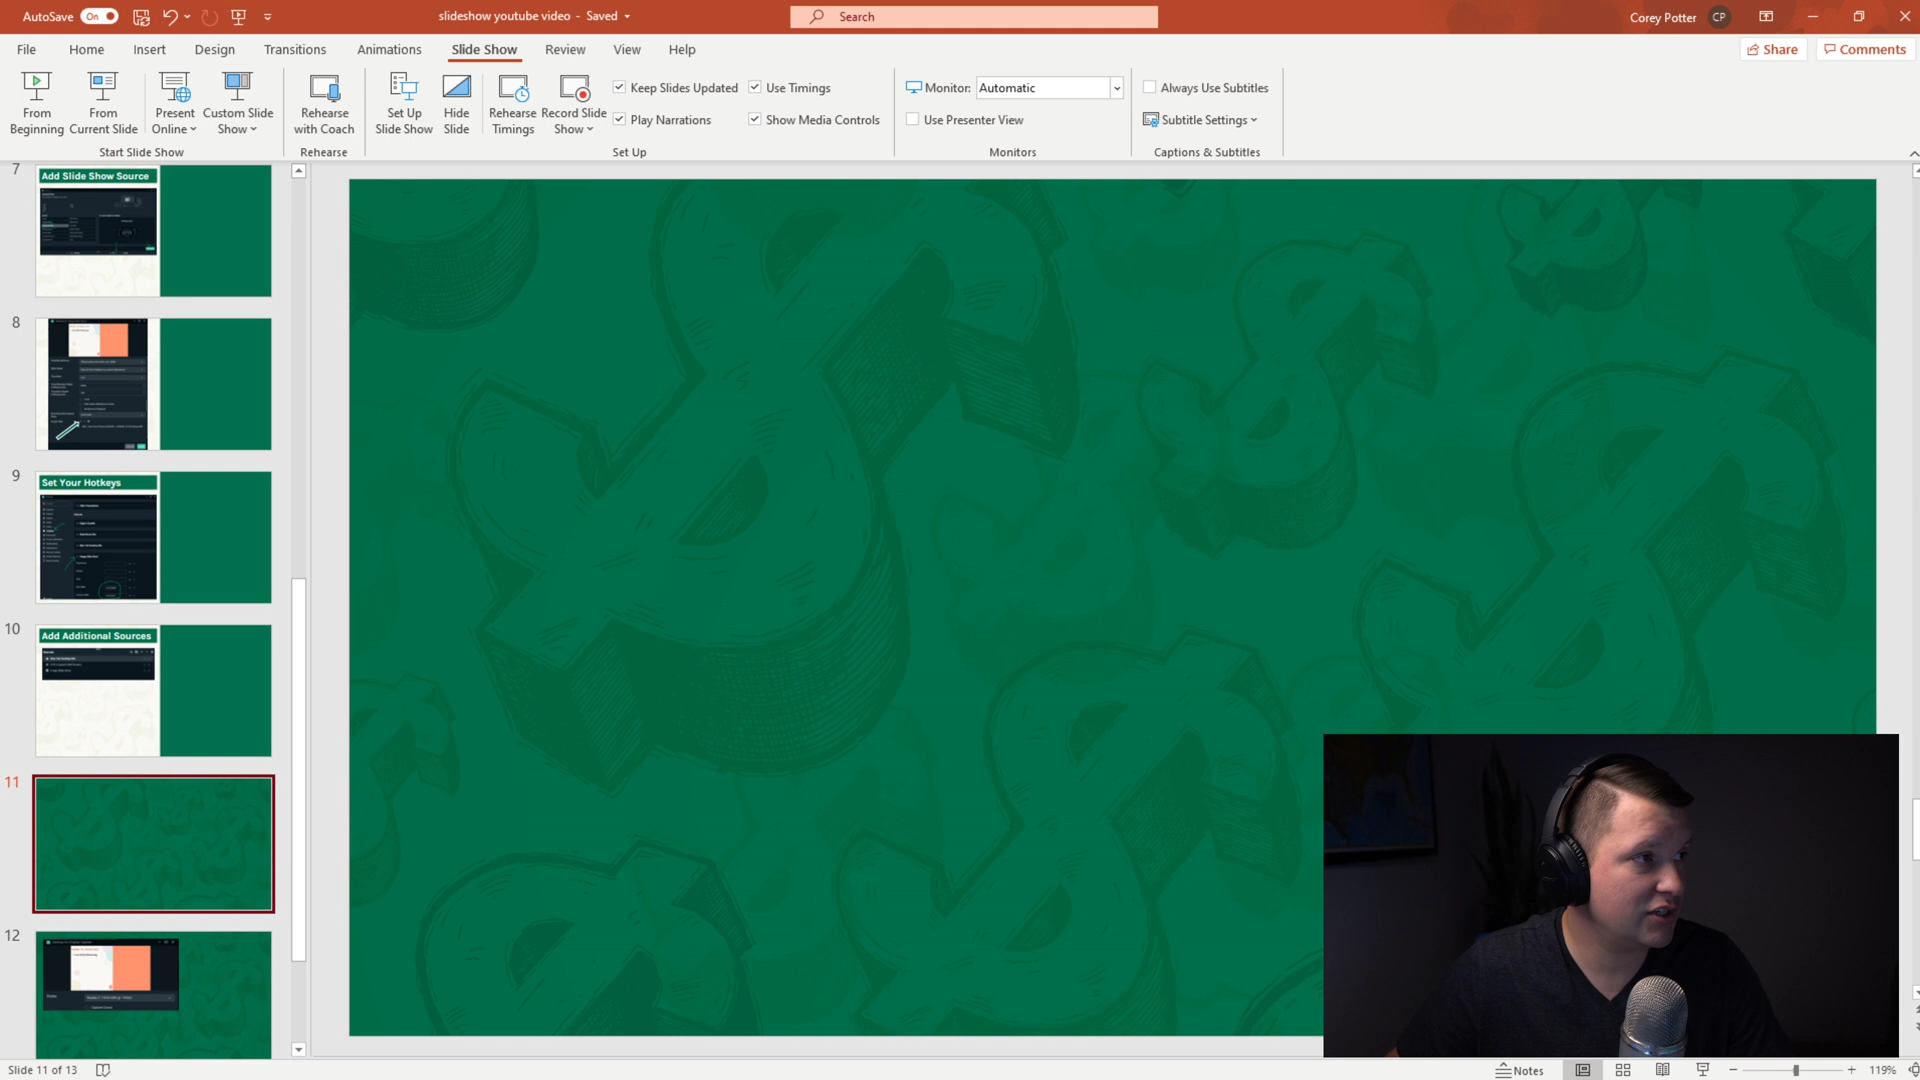 AutoSave On slideshow youtube video - Saved Search Corey Potter CP
File Home Insert Design Transitions Animations Slide Show Review View Help Share Comments
From Beginning
From Current Slide
Present Online
Custom Slide Show
Start Slide Show
Rehearse with Coach
Rehearse
Set Up Slide Show
Hide Slide
Rehearse Timings
Record Slide Show
Keep Slides Updated
Play Narrations
Use Timings
Show Media Controls
Set Up
Monitor: Automatic
Use Presenter View
Monitors
Always Use Subtitles
Subtitle Settings
Captions & Subtitles
7
Add Slide Show Source
8
9
Set Your Hotkeys
10
Add Additional Sources
11
12
Slide 11 of 13
Notes
119%